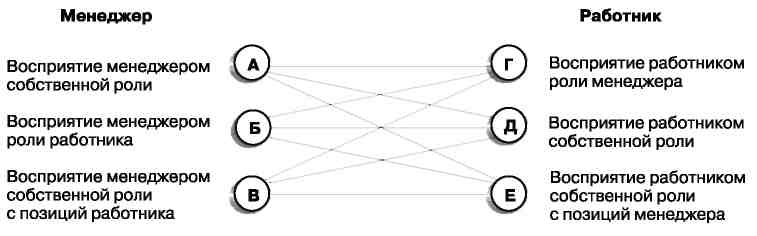 Менеджер
Работник
Восприятие менеджером
собственной роли
А
Г
Восприятие работником
роли менеджера
Восприятие менеджером
роли работника
Б
Д
Восприятие работником
собственной роли
Восприятие менеджером
собственной роли
с позиций работника
В
Е
Восприятие работником
собственной роли
с позиции менеджера